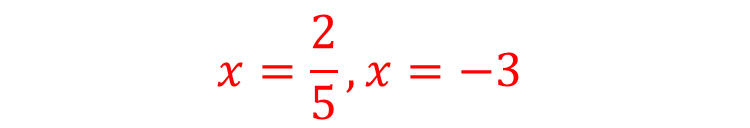 x = 2/5, x = −3